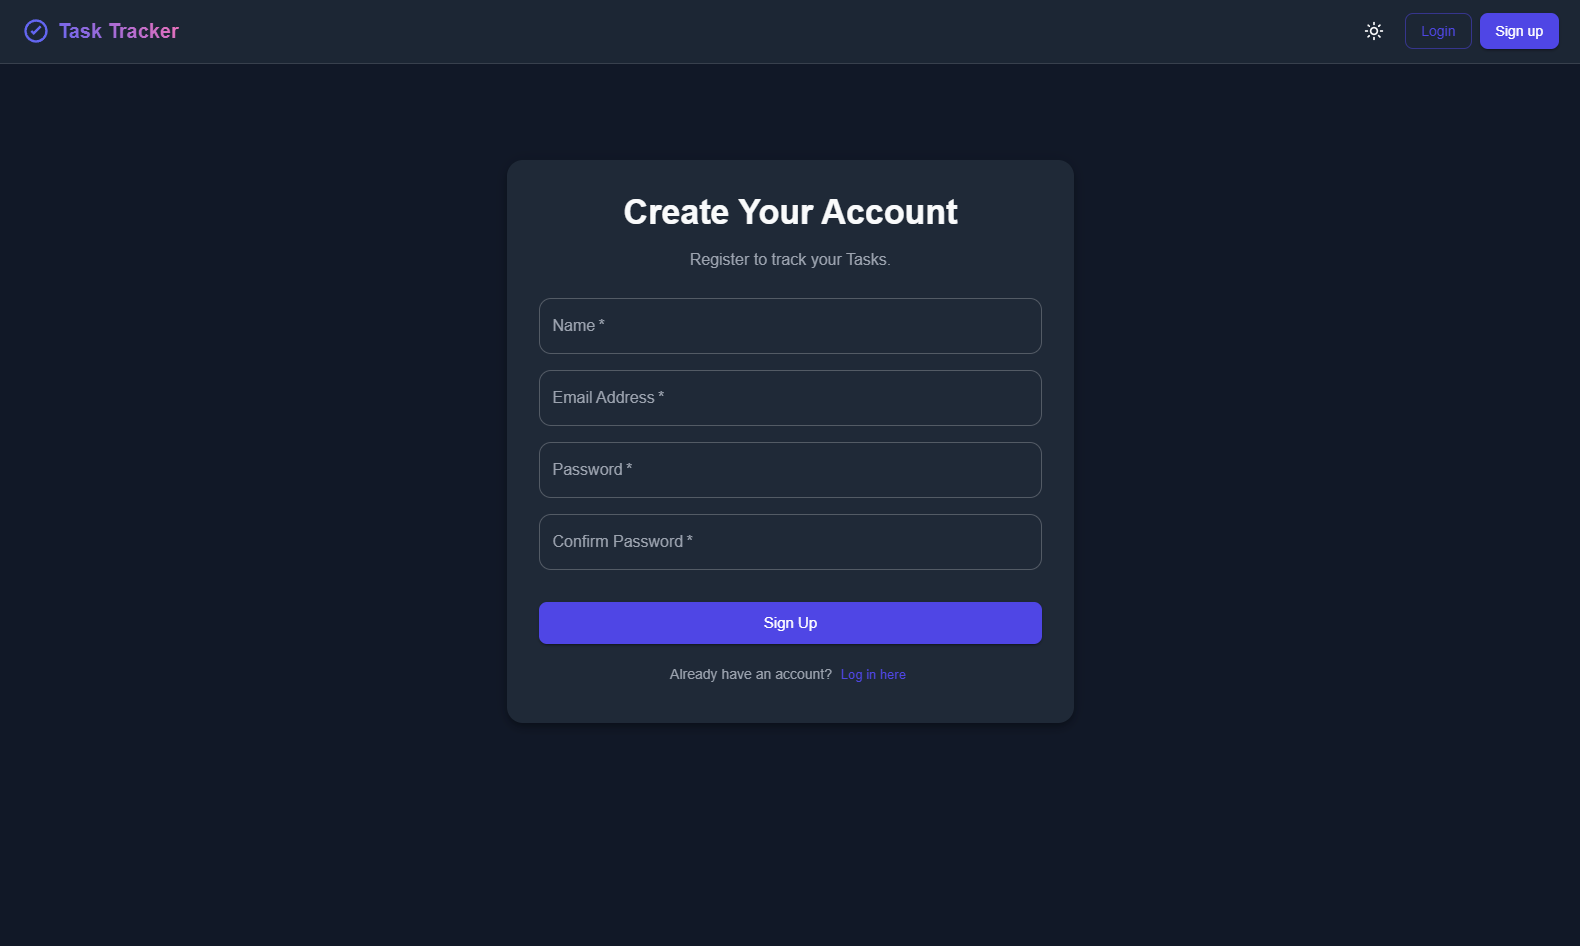 Task Tracker
Login
Sign up
Create Your Account
Register to track your Tasks.
Name *
Email Address *
Password *
Confirm Password *
Sign Up
Already have an account? Log in here